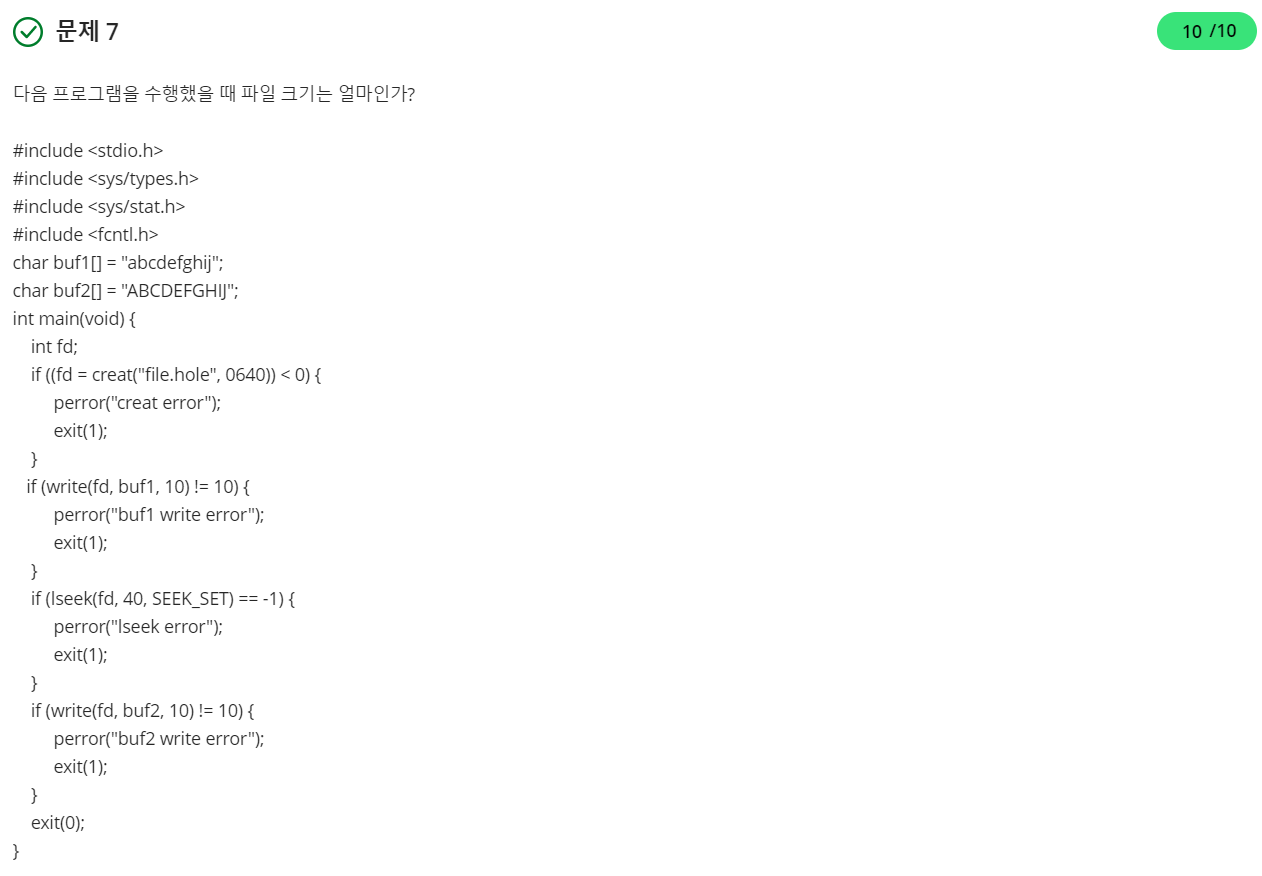 문제 7
10 /10
다음 프로그램을 수행했을 때 파일 크기는 얼마인가?
#include <stdio.h>
#include <sys/types.h>
#include <sys/stat.h>
#include <fcntl.h>
char buf1[] = "abcdefghij";
char buf2[] = "ABCDEFGHIJ";
int main(void) {
int fd;
if ((fd = creat("file.hole", 0640)) < 0) {
perror("creat error");
exit(1);
}
if (write(fd, buf1, 10) != 10) {
perror("buf1 write error");
exit(1);
}
if (lseek(fd, 40, SEEK_SET) == -1) {
perror("lseek error");
exit(1);
}
if (write(fd, buf2, 10) != 10) {
perror("buf2 write error");
exit(1);
}
exit(0);
}